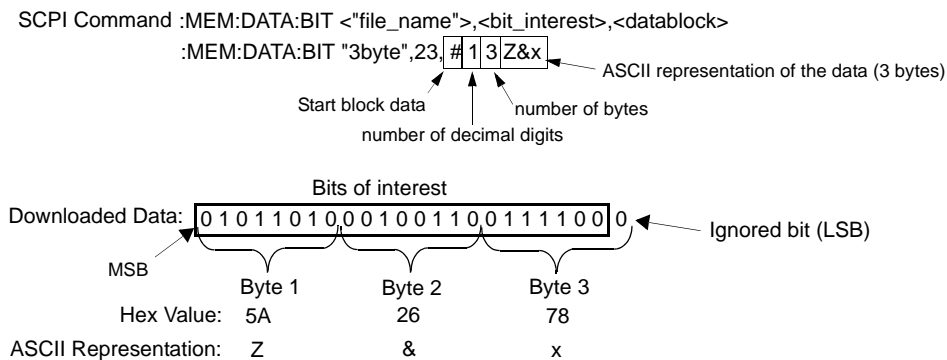 SCPI Command :MEM:DATA:BIT <"file_name">,<bit_interest>,<datablock>
:MEM:DATA:BIT "3byte",23, # 1 3 Z&x
ASCII representation of the data (3 bytes)
Start block data
number of bytes
number of decimal digits
Bits of interest
Downloaded Data: 0 1 0 1 1 0 1 0 0 0 1 0 0 1 1 0 0 1 1 1 1 0 0 0
Ignored bit (LSB)
MSB
Byte 1 Byte 2 Byte 3
Hex Value: 5A 26 78
ASCII Representation: Z & x